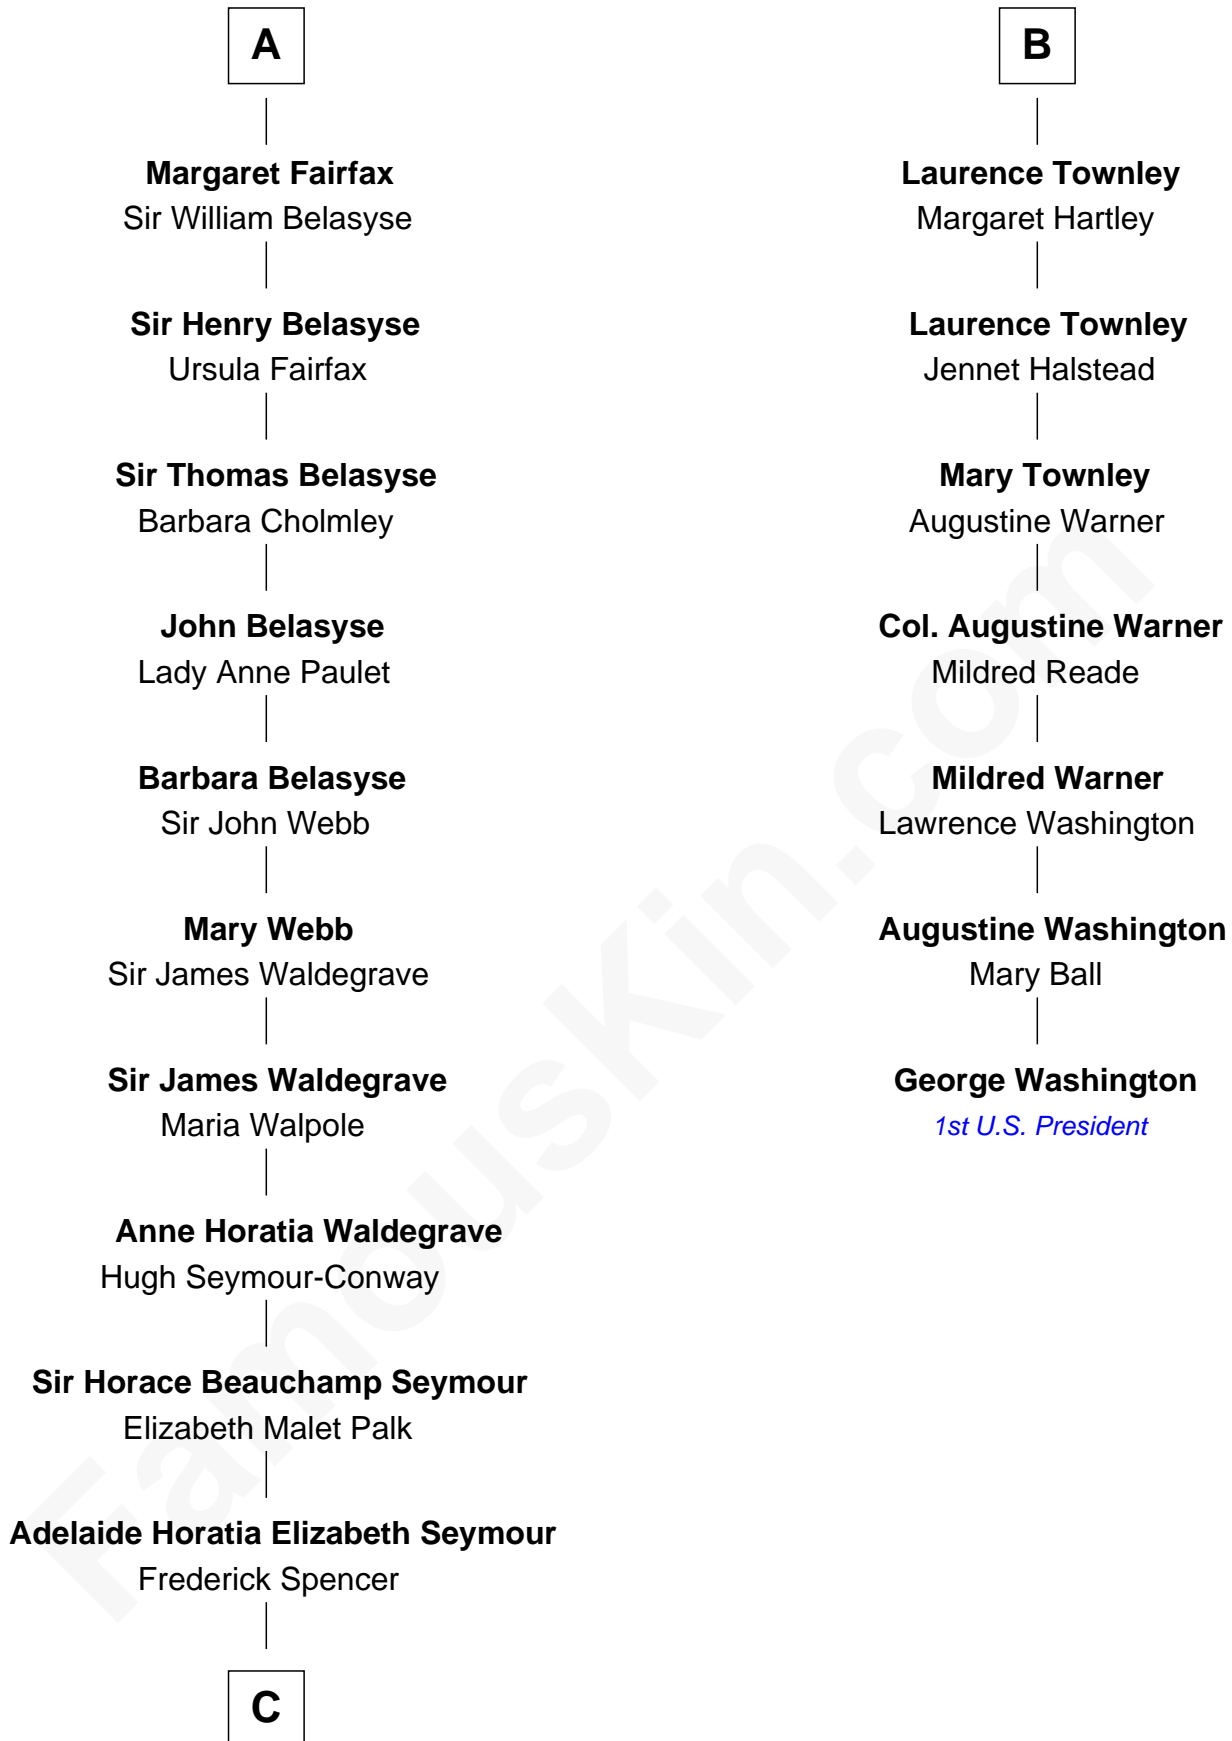 A
Margaret Fairfax
Sir William Belasyse
Sir Henry Belasyse
Ursula Fairfax
Sir Thomas Belasyse
Barbara Cholmley
John Belasyse
Lady Anne Paulet
Barbara Belasyse
Sir John Webb
Mary Webb
Sir James Waldegrave
Sir James Waldegrave
Maria Walpole
Anne Horatia Waldegrave
Hugh Seymour-Conway
Sir Horace Beauchamp Seymour
Elizabeth Malet Palk
Adelaide Horatia Elizabeth Seymour
Frederick Spencer
C
B
Laurence Townley
Margaret Hartley
Laurence Townley
Jennet Halstead
Mary Townley
Augustine Warner
Col. Augustine Warner
Mildred Reade
Mildred Warner
Lawrence Washington
Augustine Washington
Mary Ball
George Washington
1st U.S. President
FamousKin.com